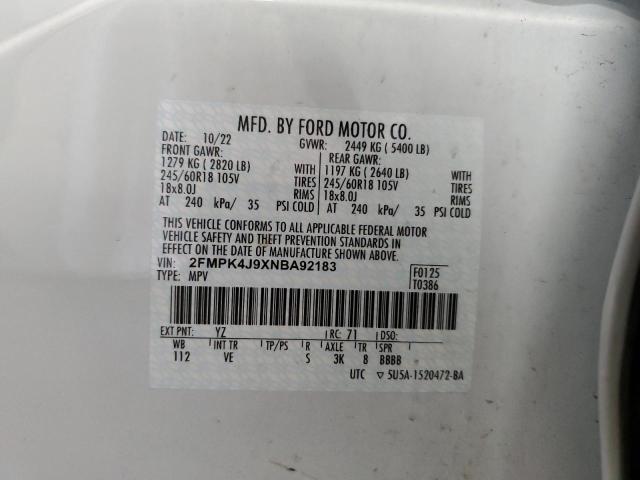 MFD. BY FORD MOTOR CO.
DATE: 10/22 GVWR: 2449 KG ( 5400 LB)
FRONT GAWR: REAR GAWR:
1279 KG ( 2820 LB) WITH 1197 KG ( 2640 LB) WITH
245/60R18 105V TIRES 245/60R18 105V TIRES
18x8.0J RIMS 18x8.0J RIMS
AT 240 kPa/ 35 PSI COLD AT 240 kPa/ 35 PSI COLD
THIS VEHICLE CONFORMS TO ALL APPLICABLE FEDERAL MOTOR
VEHICLE SAFETY AND THEFT PREVENTION STANDARDS IN
EFFECT ON THE DATE OF MANUFACTURE SHOWN ABOVE.
VIN: 2FMPK4J9XNBA92183 F0125
TYPE: MPV T0386
EXT PNT: YZ RC: 71 DSO:
WB INT TR TP/PS R AXLE TR SPR
112 VE S 3K 8 BBBB
UTC 5U5A-1520472-BA